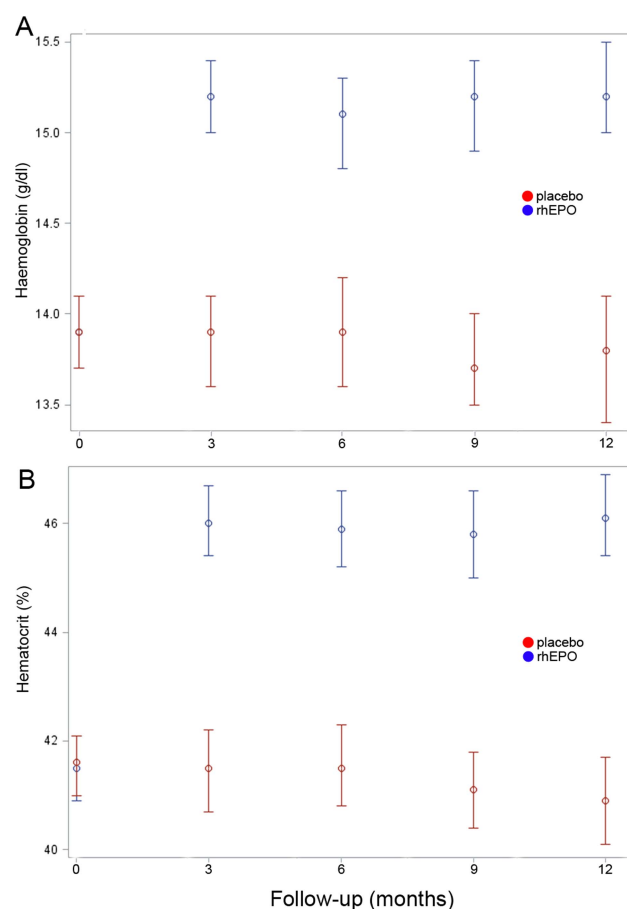 A
Haemoglobin (g/dl)
15.5
15.0
14.5
14.0
13.5
placebo
rhEPO
0 3 6 9 12
B
Hematocrit (%)
46
44
42
40
placebo
rhEPO
0 3 6 9 12
Follow-up (months)